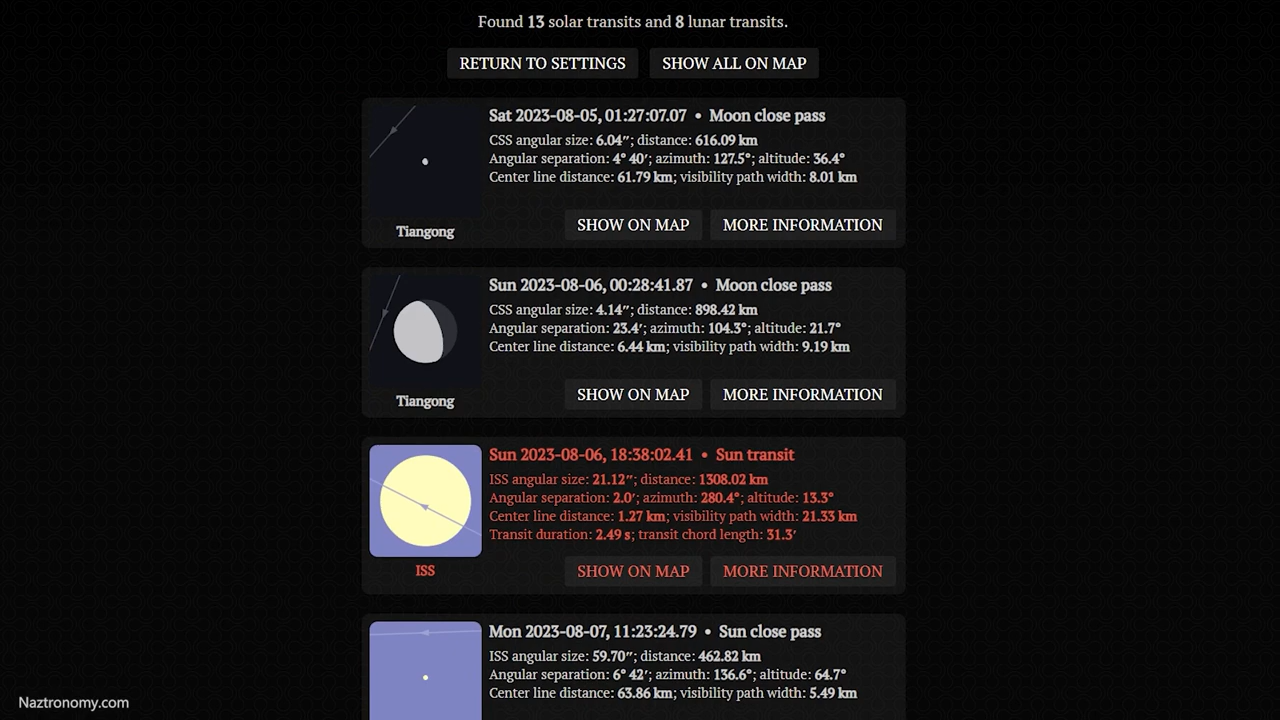 Found 13 solar transits and 8 lunar transits.
RETURN TO SETTINGS
SHOW ALL ON MAP
Sat 2023-08-05, 01:27:07.07 • Moon close pass
CSS angular size: 6.04″; distance: 616.09 km
Angular separation: 4° 40′; azimuth: 127.5°; altitude: 36.4°
Center line distance: 61.79 km; visibility path width: 8.01 km
Tiangong
SHOW ON MAP
MORE INFORMATION
Sun 2023-08-06, 00:28:41.87 • Moon close pass
CSS angular size: 4.14″; distance: 898.42 km
Angular separation: 23.4′; azimuth: 104.3°; altitude: 21.7°
Center line distance: 6.44 km; visibility path width: 9.19 km
Tiangong
SHOW ON MAP
MORE INFORMATION
Sun 2023-08-06, 18:38:02.41 • Sun transit
ISS angular size: 21.12″; distance: 1308.02 km
Angular separation: 2.0′; azimuth: 280.4°; altitude: 13.3°
Center line distance: 1.27 km; visibility path width: 21.33 km
Transit duration: 2.49 s; transit chord length: 31.3′
ISS
SHOW ON MAP
MORE INFORMATION
Mon 2023-08-07, 11:23:24.79 • Sun close pass
ISS angular size: 59.70″; distance: 462.82 km
Angular separation: 6° 42′; azimuth: 136.6°; altitude: 64.7°
Center line distance: 63.86 km; visibility path width: 5.49 km
Naztronomy.com